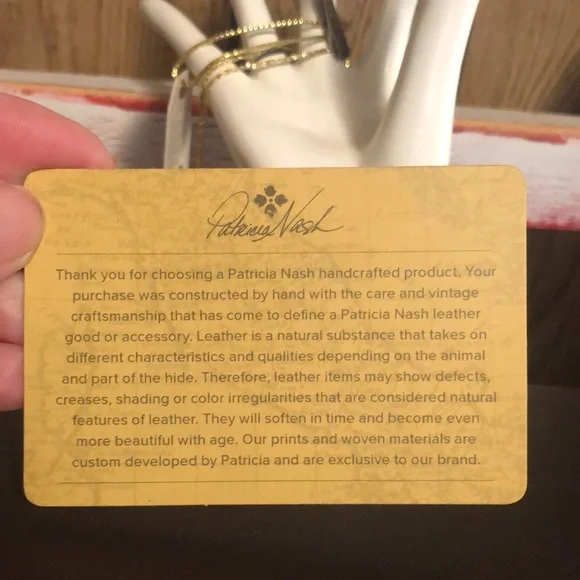 Patricia Nash
Thank you for choosing a Patricia Nash handcrafted product. Your
purchase was constructed by hand with the care and vintage
craftsmanship that has come to define a Patricia Nash leather
good or accessory. Leather is a natural substance that takes on
different characteristics and qualities depending on the animal
and part of the hide. Therefore, leather items may show defects,
creases, shading or color irregularities that are considered natural
features of leather. They will soften in time and become even
more beautiful with age. Our prints and woven materials are
custom developed by Patricia and are exclusive to our brand.